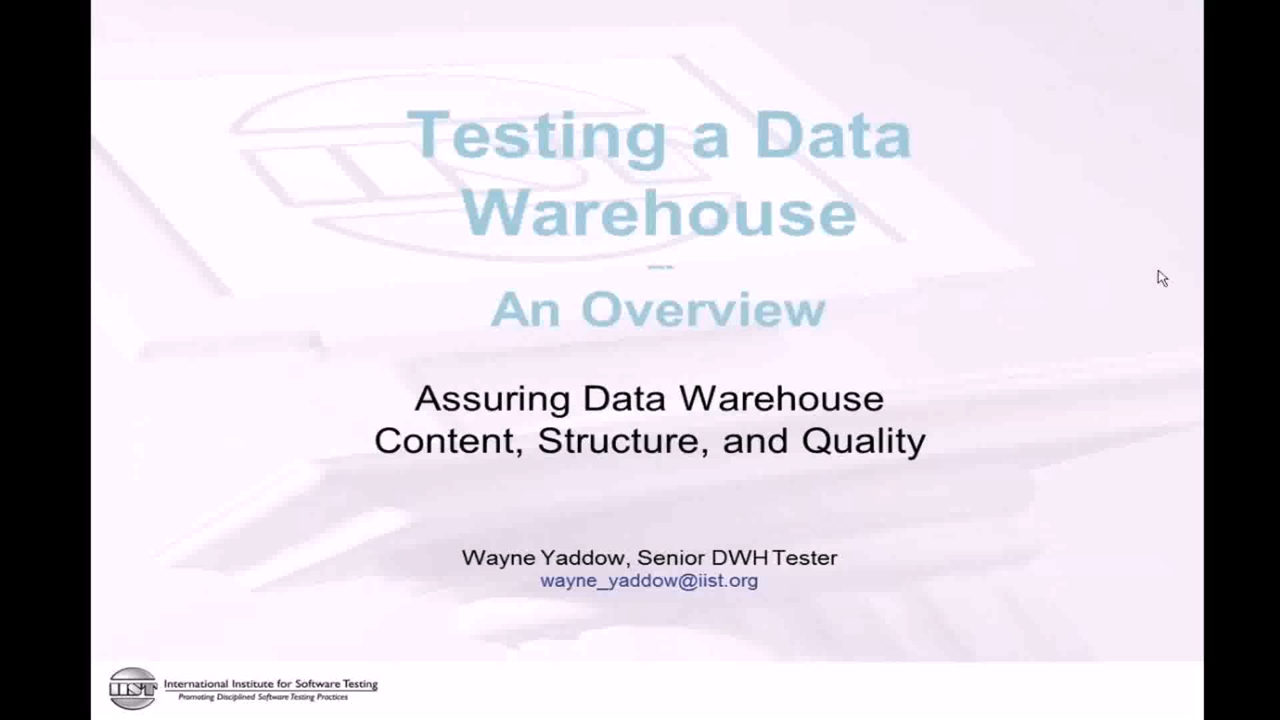 Testing a Data
Warehouse
—
An Overview
Assuring Data Warehouse
Content, Structure, and Quality
Wayne Yaddow, Senior DWH Tester
wayne_yaddow@iist.org
IIST
International Institute for Software Testing
Promoting Disciplined Software Testing Practices